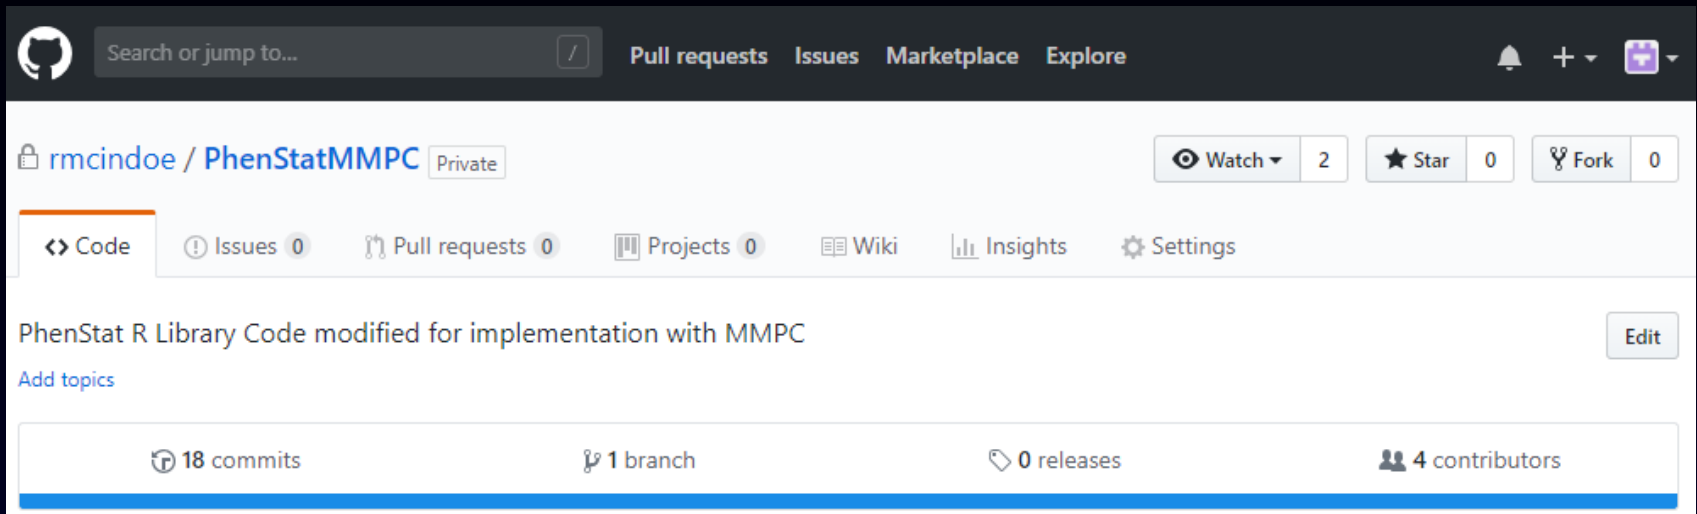 Search or jump to... / Pull requests Issues Marketplace Explore
rmcindoe / PhenStatMMPC Private Watch 2 Star 0 Fork 0
Code Issues 0 Pull requests 0 Projects 0 Wiki Insights Settings
PhenStat R Library Code modified for implementation with MMPC Edit
Add topics
18 commits 1 branch 0 releases 4 contributors